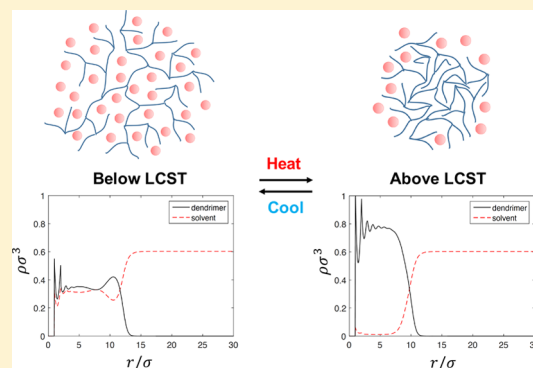 Heat
Below LCST
Above LCST
Cool
1
0.8
0.6
0.4
0.2
0
dendrimer
solvent
ρσ³
0 5 10 15 20 25 30
r/σ
1
0.8
0.6
0.4
0.2
0
dendrimer
solvent
ρσ³
0 5 10 15 20 25 30
r/σ